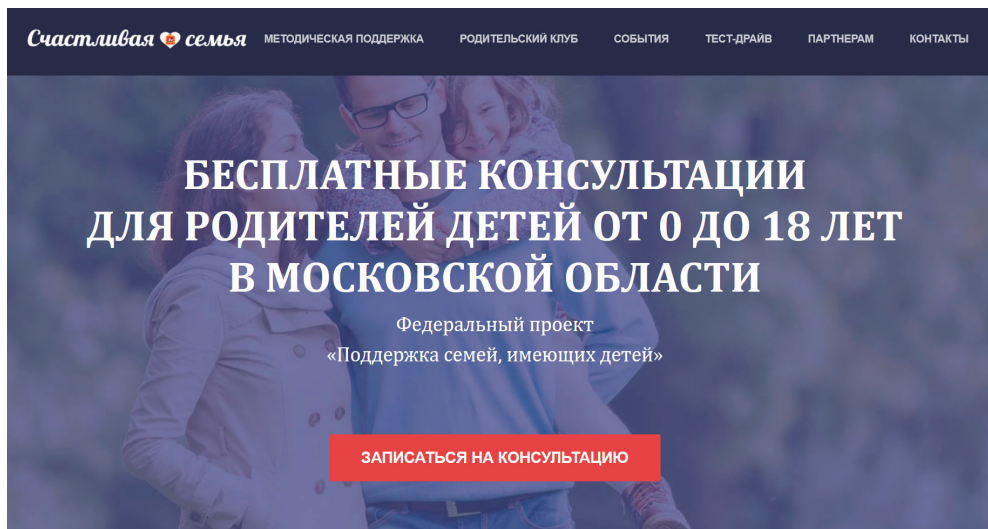 Счастливая семья
МЕТОДИЧЕСКАЯ ПОДДЕРЖКА РОДИТЕЛЬСКИЙ КЛУБ СОБЫТИЯ ТЕСТ-ДРАЙВ ПАРТНЕРАМ КОНТАКТЫ
БЕСПЛАТНЫЕ КОНСУЛЬТАЦИИ
ДЛЯ РОДИТЕЛЕЙ ДЕТЕЙ ОТ 0 ДО 18 ЛЕТ
В МОСКОВСКОЙ ОБЛАСТИ
Федеральный проект
«Поддержка семей, имеющих детей»
ЗАПИСАТЬСЯ НА КОНСУЛЬТАЦИЮ